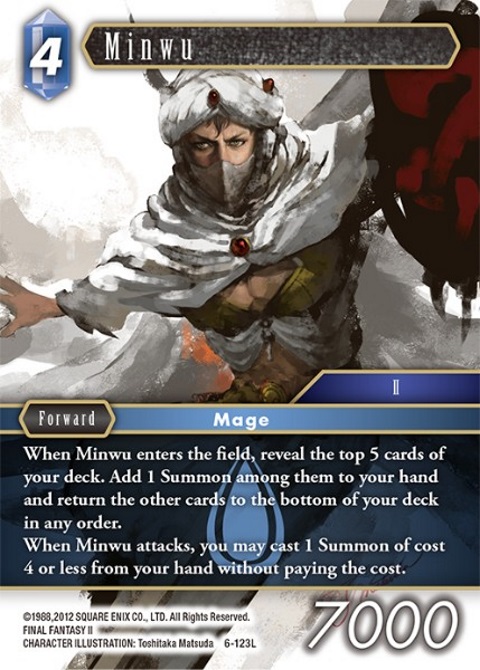 4
Minwu
II
Forward
Mage
When Minwu enters the field, reveal the top 5 cards of
your deck. Add 1 Summon among them to your hand
and return the other cards to the bottom of your deck
in any order.
When Minwu attacks, you may cast 1 Summon of cost
4 or less from your hand without paying the cost.
©1988,2012 SQUARE ENIX CO., LTD. All Rights Reserved.
FINAL FANTASY II
CHARACTER ILLUSTRATION: Toshitaka Matsuda 6-123L
7000